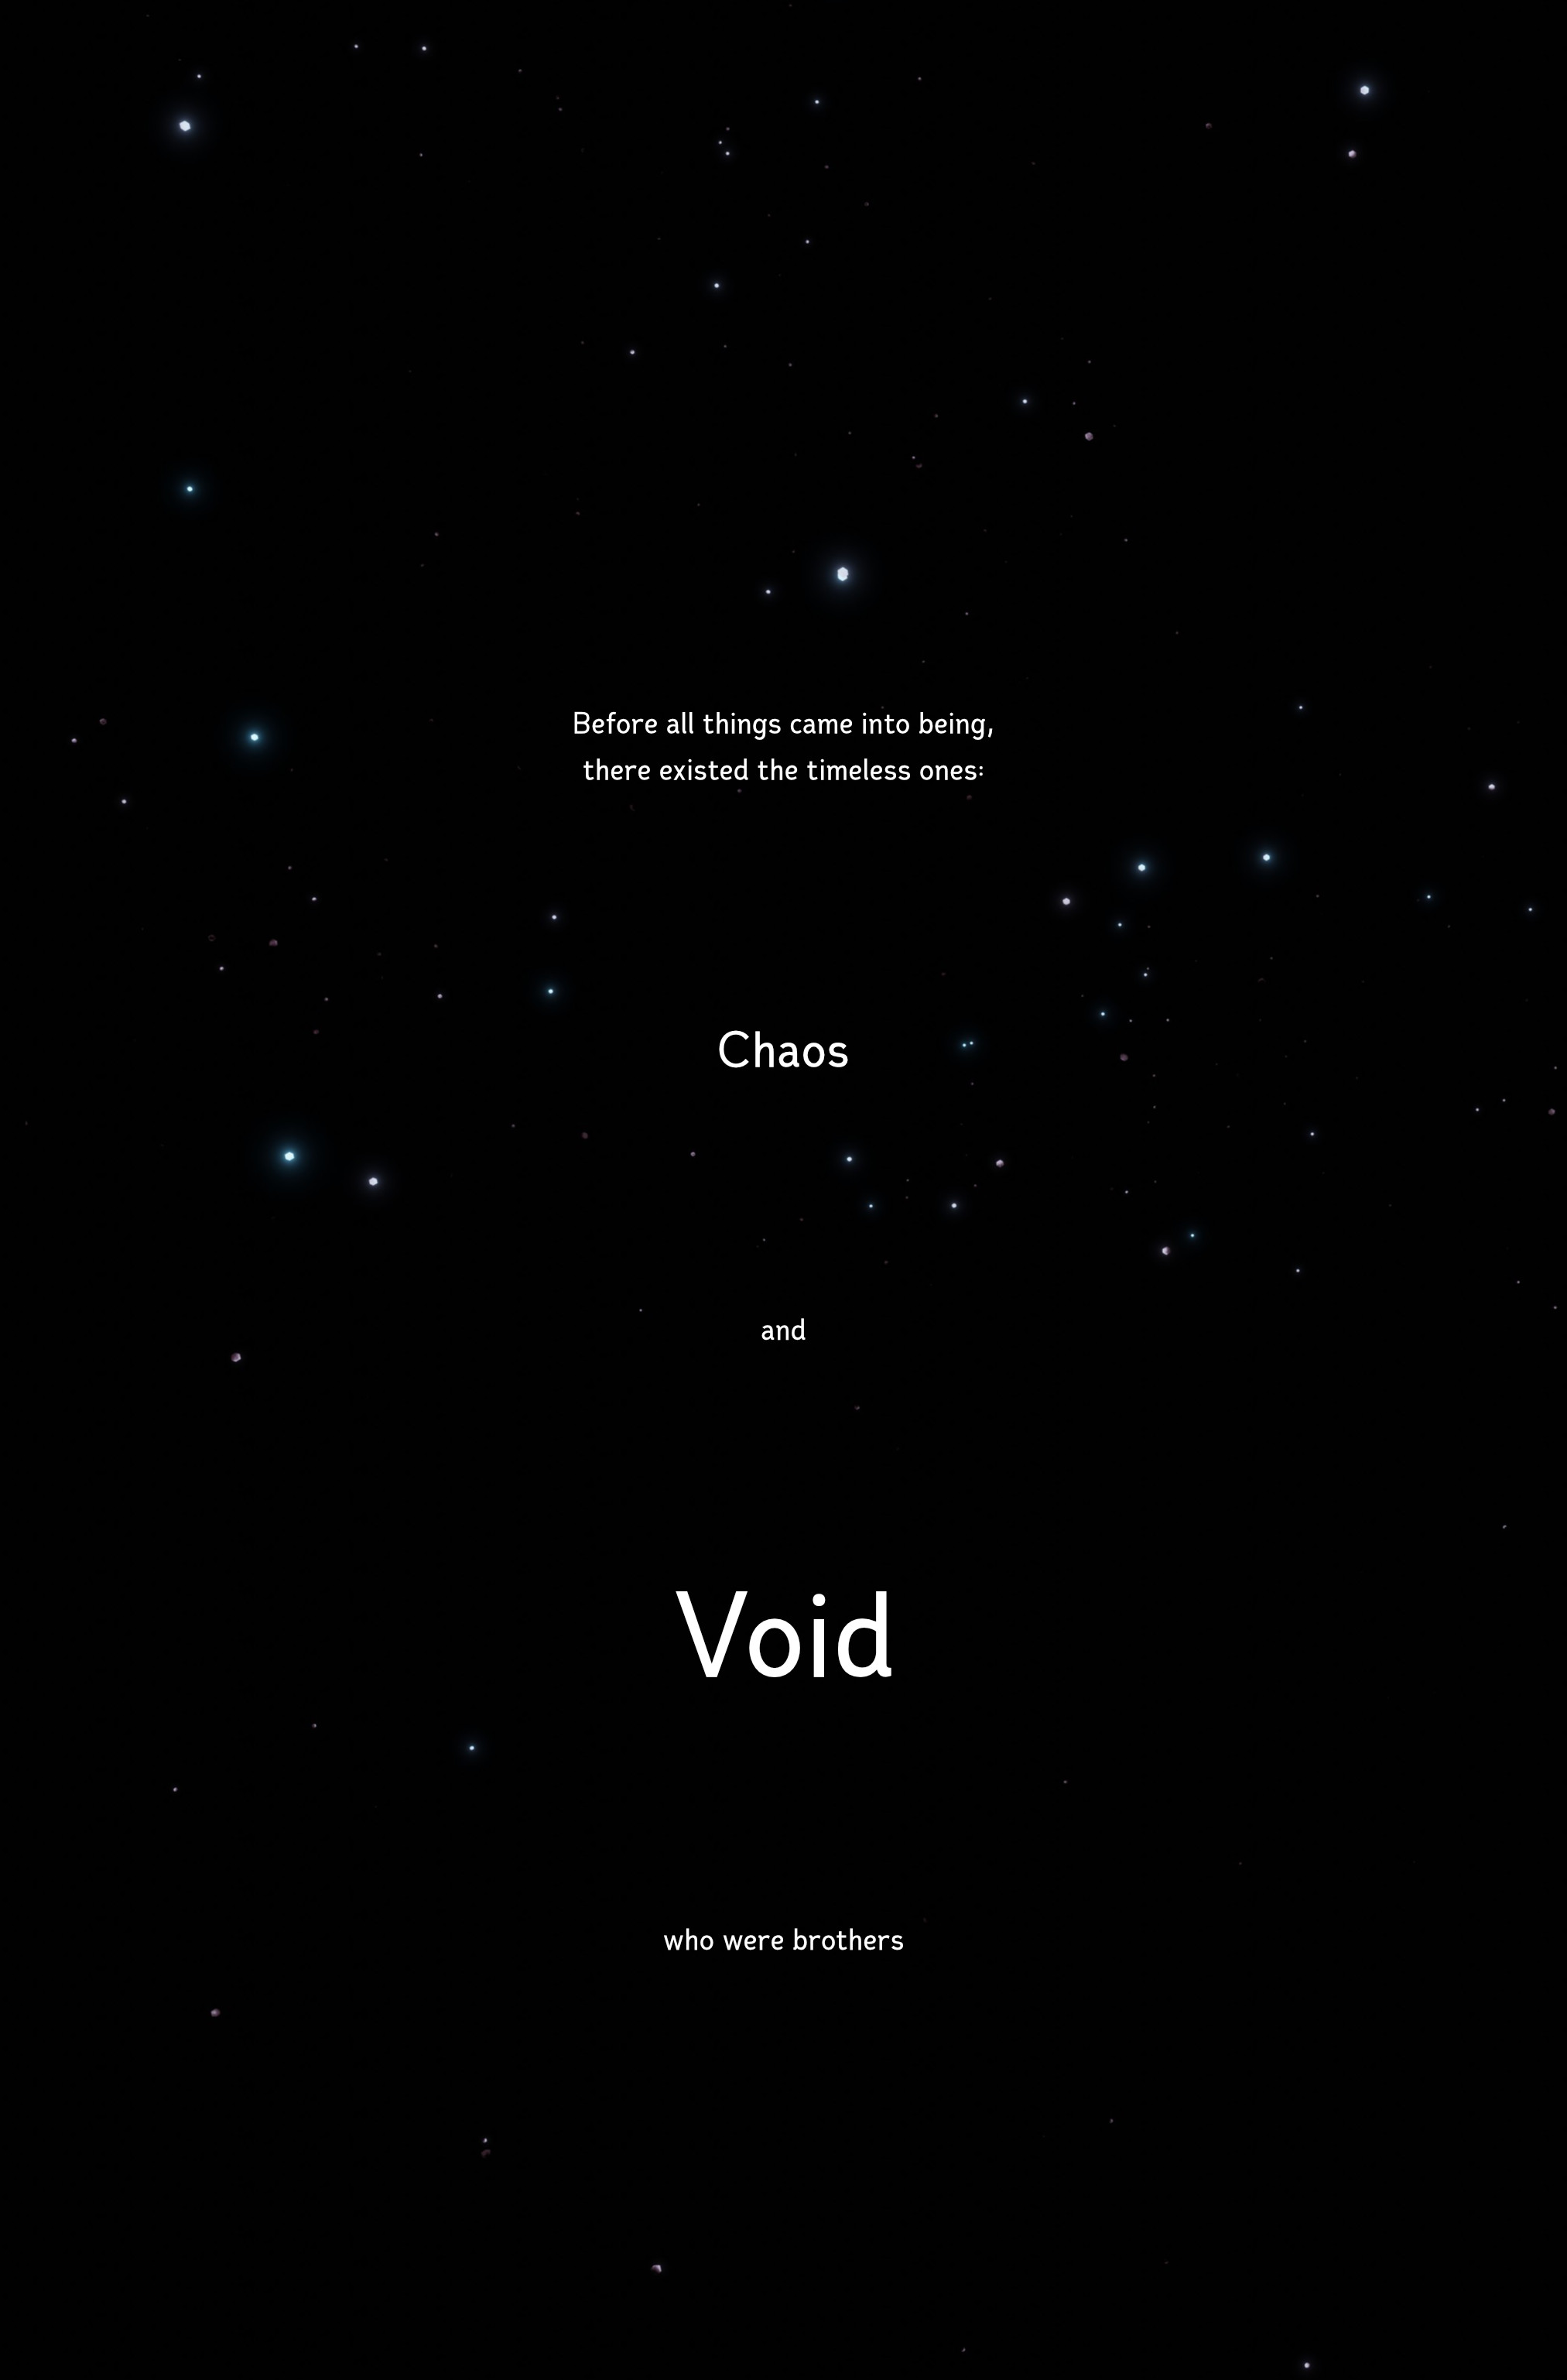 Before all things came into being,
there existed the timeless ones:
Chaos
and
Void
who were brothers